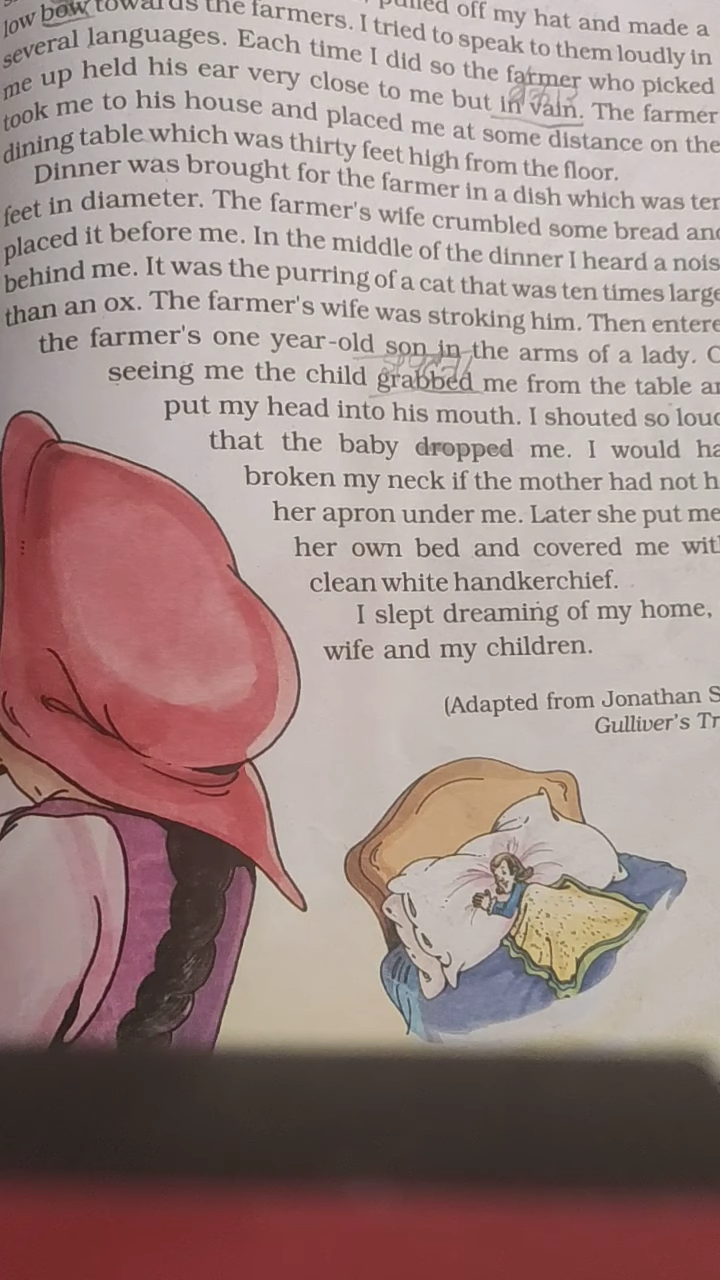 pulled off my hat and made a
low bow towards the farmers. I tried to speak to them loudly in
several languages. Each time I did so the farmer who picked
me up held his ear very close to me but in vain. The farmer
took me to his house and placed me at some distance on the
dining table which was thirty feet high from the floor.
Dinner was brought for the farmer in a dish which was ten
feet in diameter. The farmer's wife crumbled some bread and
placed it before me. In the middle of the dinner I heard a nois
behind me. It was the purring of a cat that was ten times large
than an ox. The farmer's wife was stroking him. Then entere
the farmer's one year-old son in the arms of a lady. O
seeing me the child grabbed me from the table an
put my head into his mouth. I shouted so loud
that the baby dropped me. I would ha
broken my neck if the mother had not h
her apron under me. Later she put me
her own bed and covered me with
clean white handkerchief.
I slept dreaming of my home,
wife and my children.
(Adapted from Jonathan S
Gulliver's Tr